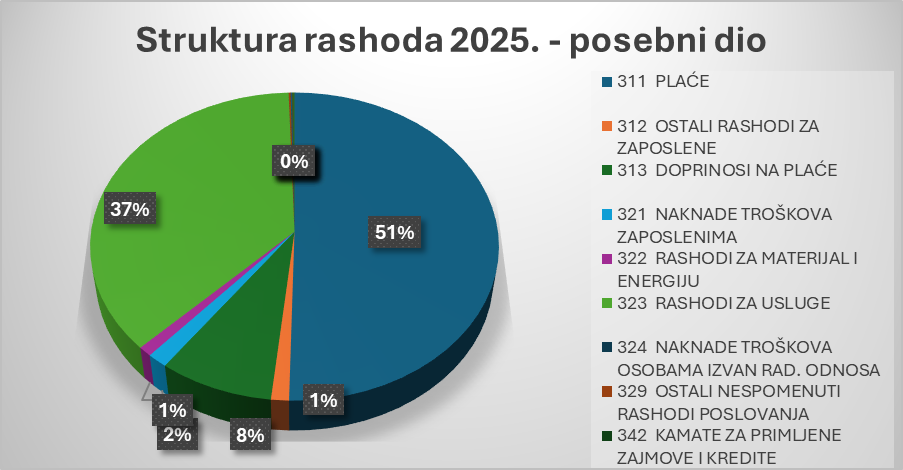 Struktura rashoda 2025. - posebni dio
311 PLAĆE
312 OSTALI RASHODI ZA
ZAPOSLENE
313 DOPRINOSI NA PLAĆE
321 NAKNADE TROŠKOVA
ZAPOSLENIMA
322 RASHODI ZA MATERIJAL I
ENERGIJU
323 RASHODI ZA USLUGE
324 NAKNADE TROŠKOVA
OSOBAMA IZVAN RAD. ODNOSA
329 OSTALI NESPOMENUTI
RASHODI POSLOVANJA
342 KAMATE ZA PRIMLJENE
ZAJMOVE I KREDITE
0%
37%
51%
1%
1%
2%
8%